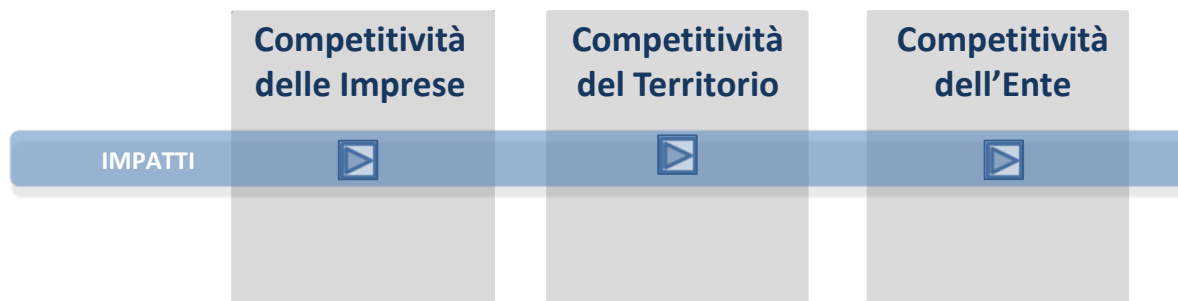 Competitività
delle Imprese
Competitività
del Territorio
Competitività
dell’Ente
IMPATTI